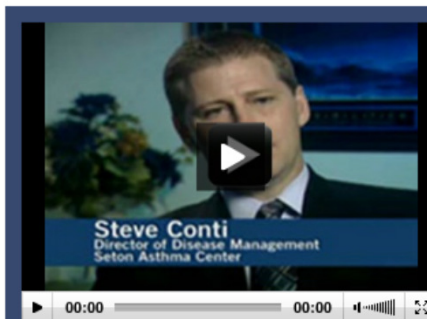 Steve Conti
Director of Disease Management
Seton Asthma Center
00:00 00:00